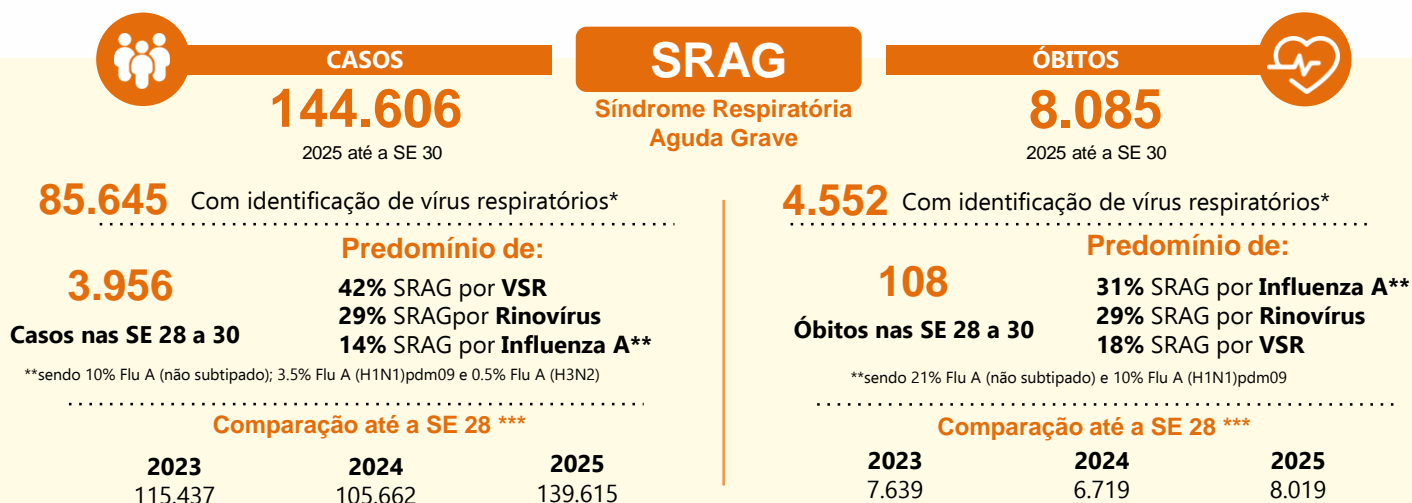 CASOS
144.606
2025 até a SE 30
SRAG
Síndrome Respiratória
Aguda Grave
ÓBITOS
8.085
2025 até a SE 30
85.645 Com identificação de vírus respiratórios*
Predomínio de:
3.956
Casos nas SE 28 a 30
42% SRAG por VSR
29% SRAGpor Rinovírus
14% SRAG por Influenza A**
**sendo 10% Flu A (não subtipado); 3.5% Flu A (H1N1)pdm09 e 0.5% Flu A (H3N2)
Comparação até a SE 28 ***
2023 2024 2025
115.437 105.662 139.615
4.552 Com identificação de vírus respiratórios*
Predomínio de:
108
Óbitos nas SE 28 a 30
31% SRAG por Influenza A**
29% SRAG por Rinovírus
18% SRAG por VSR
**sendo 21% Flu A (não subtipado) e 10% Flu A (H1N1)pdm09
Comparação até a SE 28 ***
2023 2024 2025
7.639 6.719 8.019